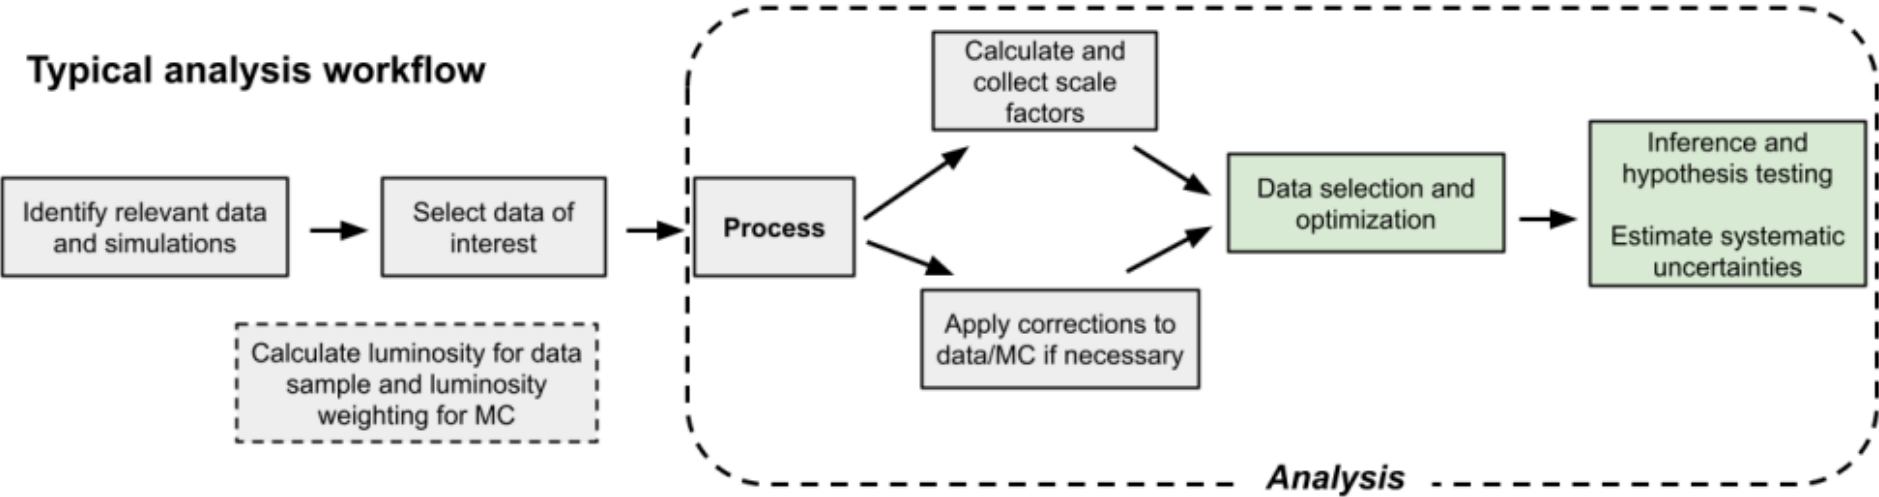 Typical analysis workflow
Identify relevant data
and simulations
Select data of
interest
Calculate luminosity for data
sample and luminosity
weighting for MC
Process
Calculate and
collect scale
factors
Apply corrections to
data/MC if necessary
Data selection and
optimization
Inference and
hypothesis testing
Estimate systematic
uncertainties
Analysis